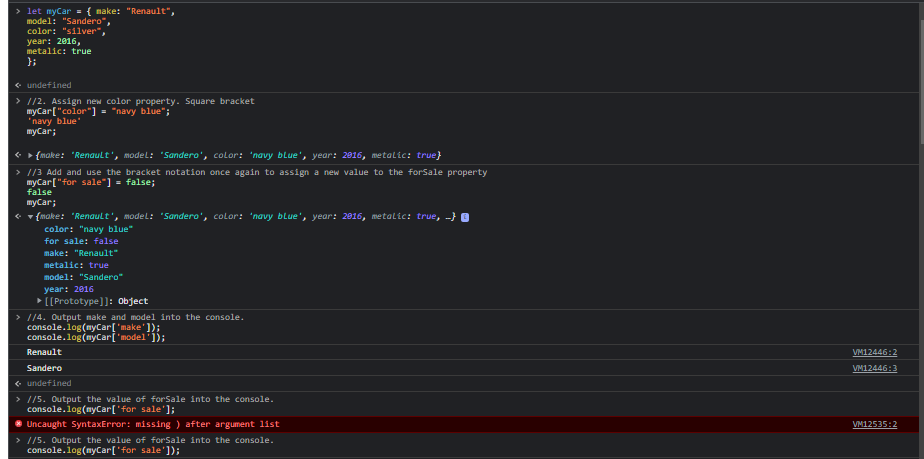 > let myCar = { make: "Renault",
model: "Sandero",
color: "silver",
year: 2016,
metalic: true
};
undefined
> //2. Assign new color property. Square bracket
myCar["color"] = "navy blue";
'navy blue'
myCar;
{make: 'Renault', model: 'Sandero', color: 'navy blue', year: 2016, metalic: true}
> //3 Add and use the bracket notation once again to assign a new value to the forSale property
myCar["for sale"] = false;
false
myCar;
{make: 'Renault', model: 'Sandero', color: 'navy blue', year: 2016, metalic: true, …} i
color: "navy blue"
for sale: false
make: "Renault"
metalic: true
model: "Sandero"
year: 2016
[[Prototype]]: Object
> //4. Output make and model into the console.
console.log(myCar['make']);
console.log(myCar['model']);
Renault VM12446:2
Sandero VM12446:3
undefined
> //5. Output the value of forSale into the console.
console.log(myCar['for sale'];
Uncaught SyntaxError: missing ) after argument list VM12535:2
> //5. Output the value of forSale into the console.
console.log(myCar['for sale']);